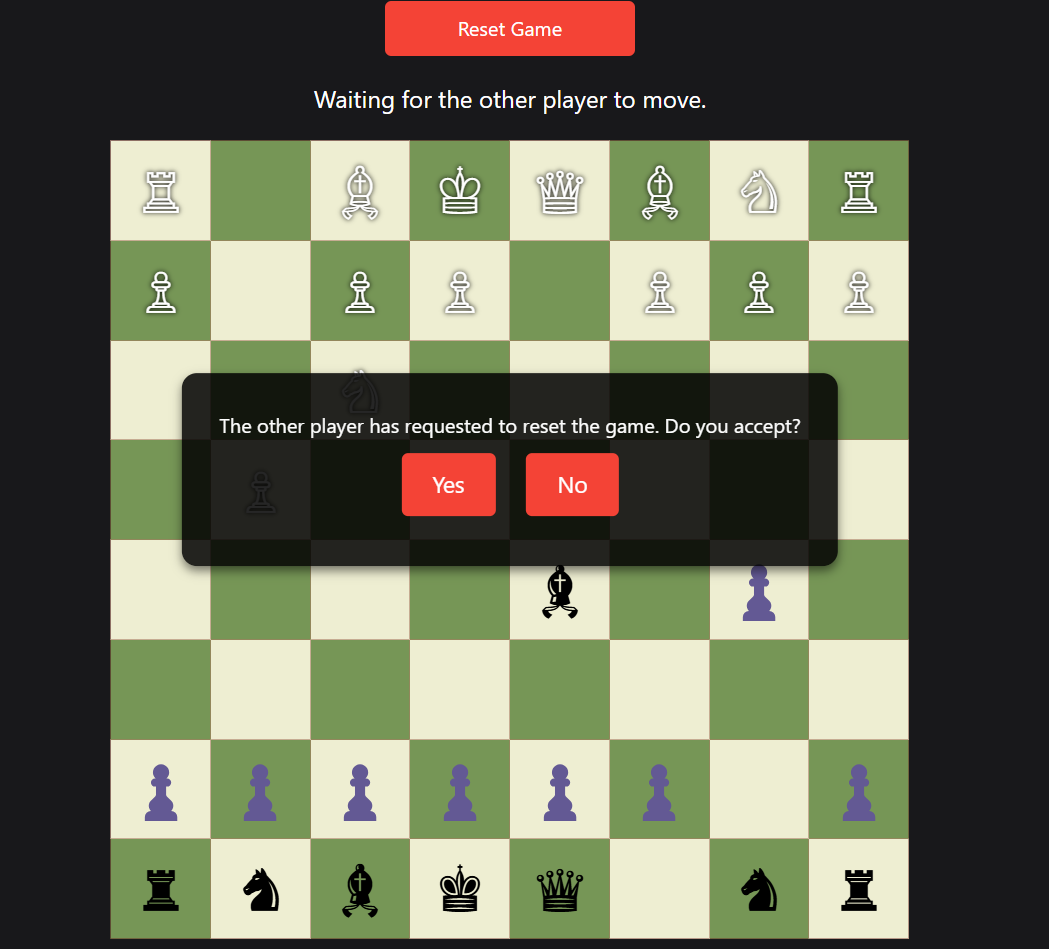 Reset Game
Waiting for the other player to move.
The other player has requested to reset the game. Do you accept?
Yes No